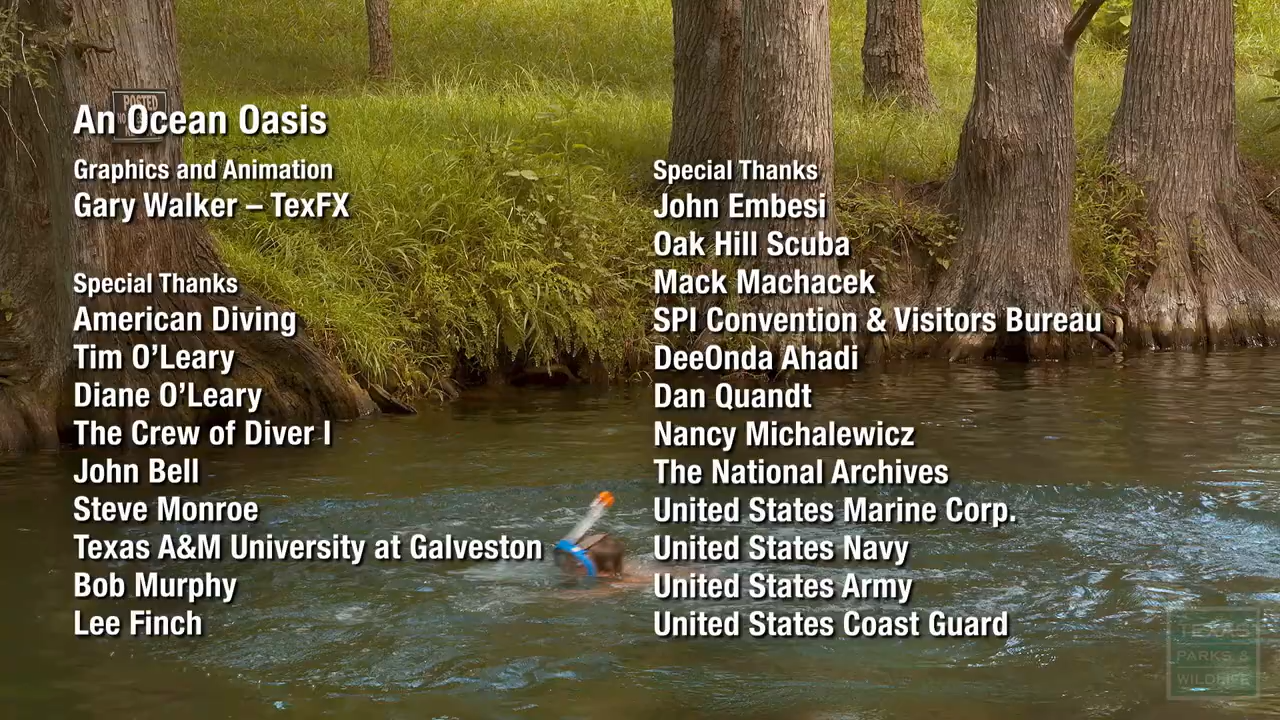 An Ocean Oasis
Graphics and Animation
Gary Walker – TexFX
Special Thanks
American Diving
Tim O’Leary
Diane O’Leary
The Crew of Diver I
John Bell
Steve Monroe
Texas A&M University at Galveston
Bob Murphy
Lee Finch
Special Thanks
John Embesi
Oak Hill Scuba
Mack Machacek
SPI Convention & Visitors Bureau
DeeOnda Ahadi
Dan Quandt
Nancy Michalewicz
The National Archives
United States Marine Corp.
United States Navy
United States Army
United States Coast Guard
POSTED
TEXAS
PARKS &
WILDLIFE